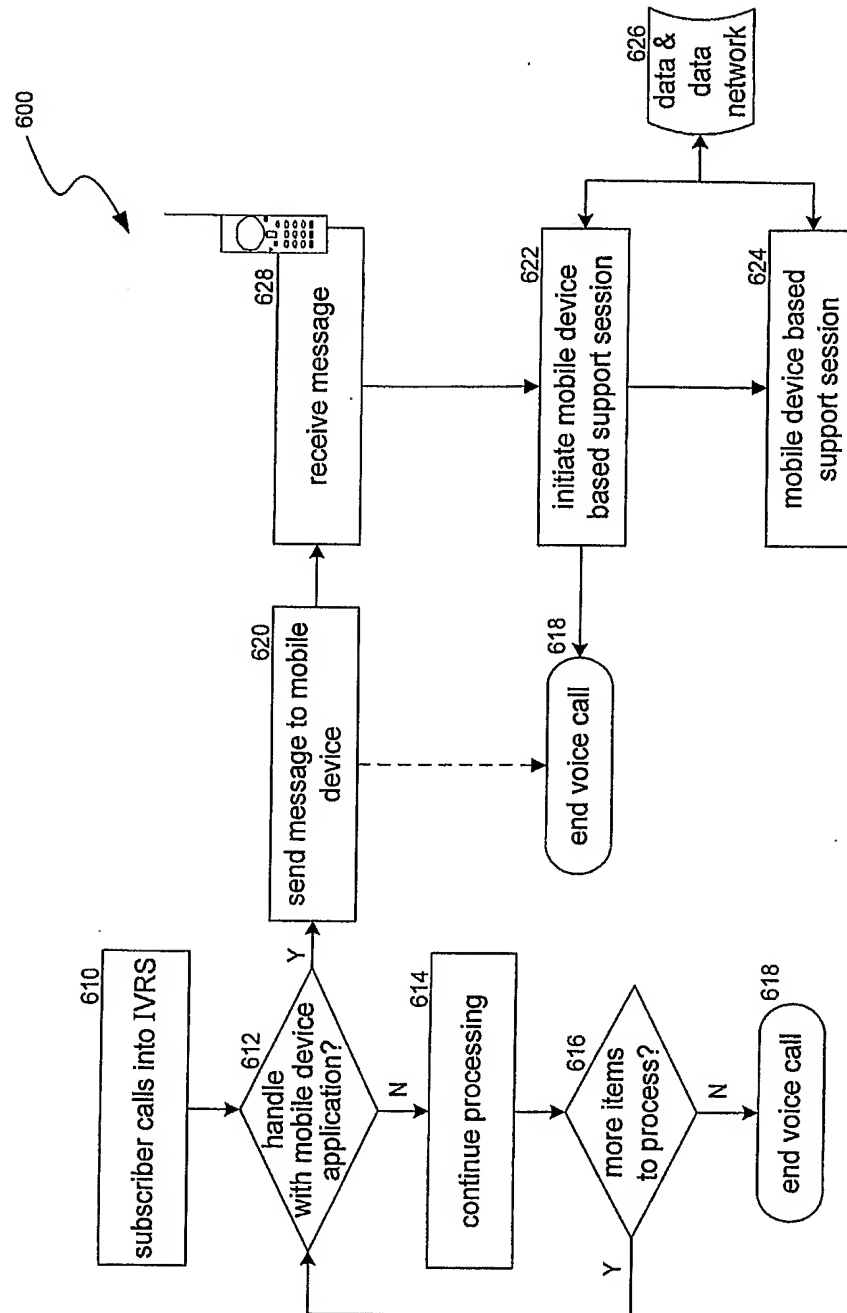 600
610
subscriber calls into IVRS
612
handle
with mobile device
application?
Y
N
614
continue processing
616
more items
to process?
Y
N
618
end voice call
620
send message to mobile
device
618
end voice call
628
receive message
622
initiate mobile device
based support session
624
mobile device based
support session
626
data &
data
network